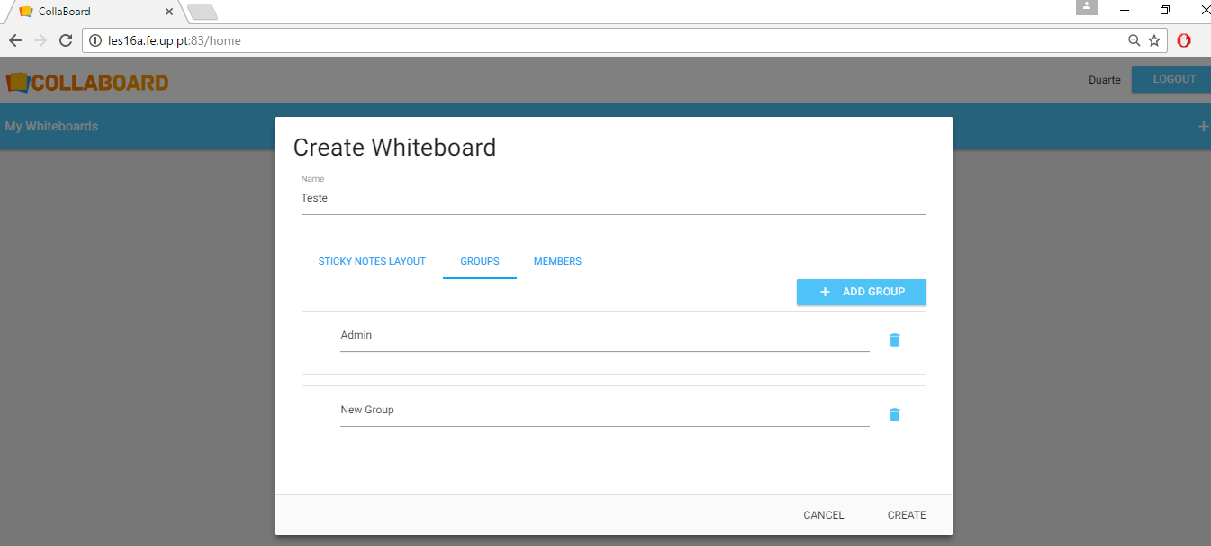 CollaBoard
les16a.fe.up.pt:83/home
COLLABOARD
Duarte
LOGOUT
My Whiteboards
Create Whiteboard
Name
Teste
STICKY NOTES LAYOUT GROUPS MEMBERS
+ ADD GROUP
Admin
New Group
CANCEL CREATE